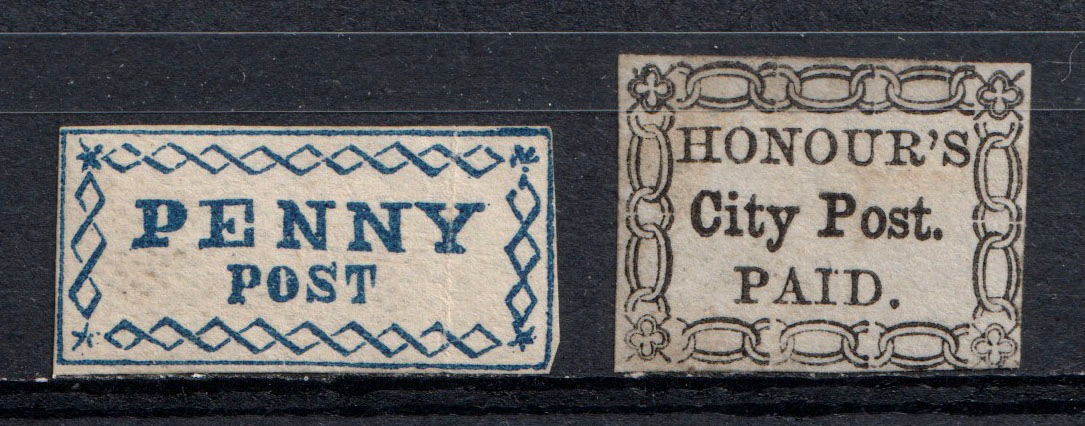 PENNY
POST
HONOUR'S
City Post.
PAID.